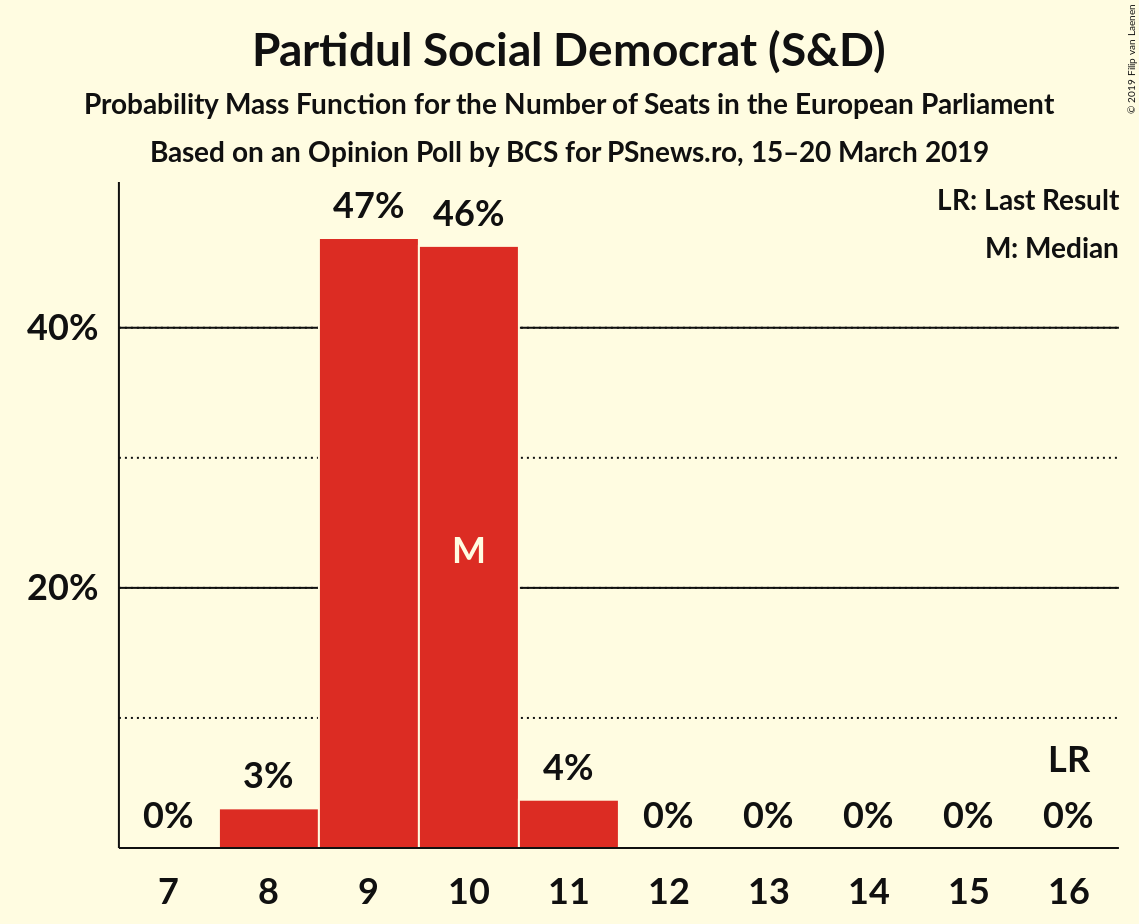 Partidul Social Democrat (S&D)
Probability Mass Function for the Number of Seats in the European Parliament
Based on an Opinion Poll by BCS for PSnews.ro, 15–20 March 2019
© 2019 Filip van Laenen
LR: Last Result
M: Median
47%
46%
40%
M
20%
LR
3%
4%
0%
0%
0%
0%
0%
0%
7
8
9
10
11
12
13
14
15
16